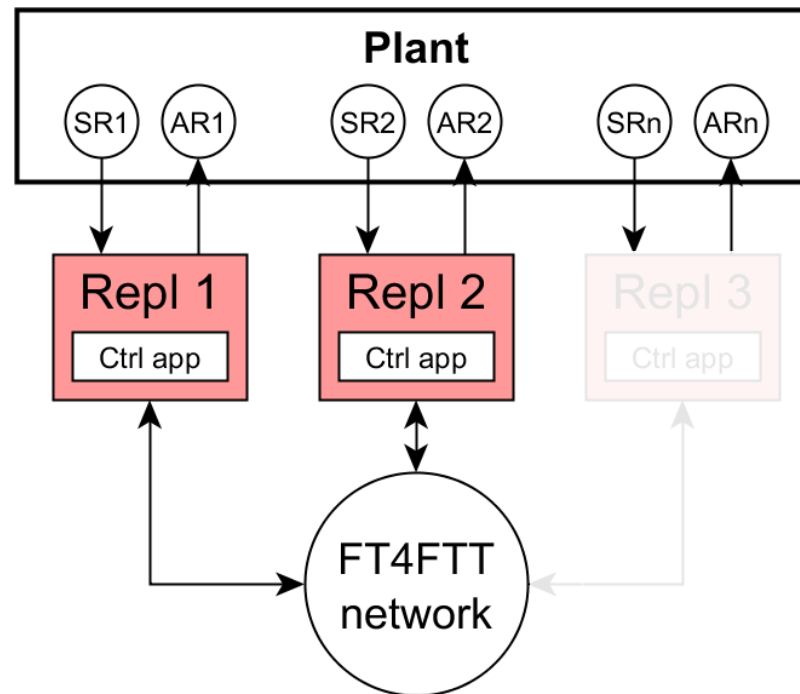 Plant
SR1 AR1 SR2 AR2 SRn ARn
Repl 1 Repl 2 Repl 3
Ctrl app Ctrl app Ctrl app
FT4FTT
network